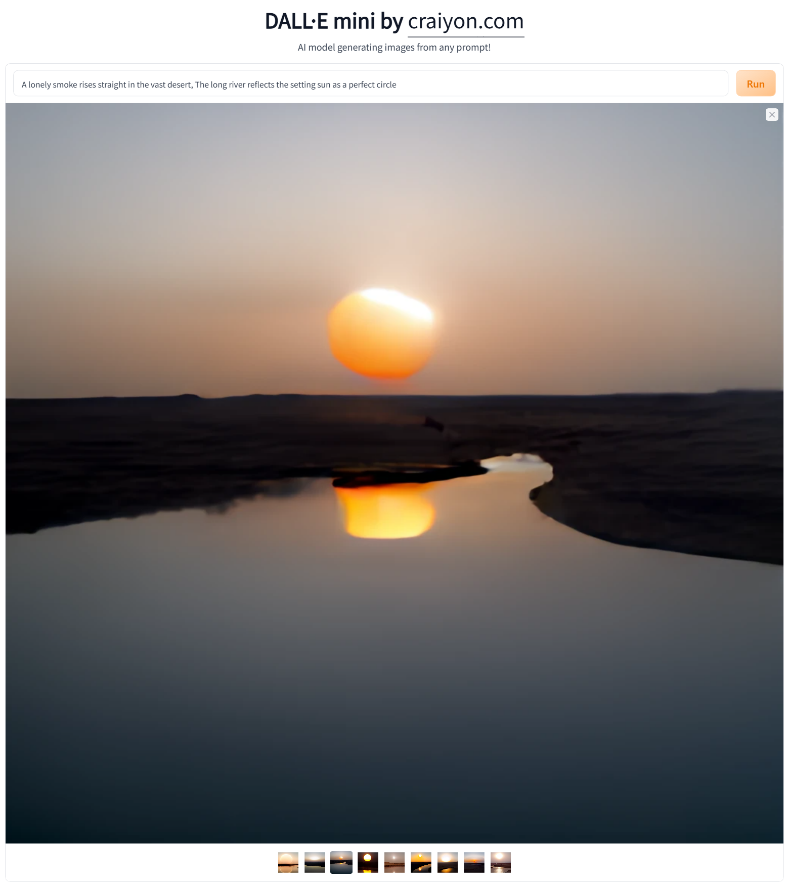 DALL·E mini by craiyon.com
AI model generating images from any prompt!
A lonely smoke rises straight in the vast desert, The long river reflects the setting sun as a perfect circle
Run